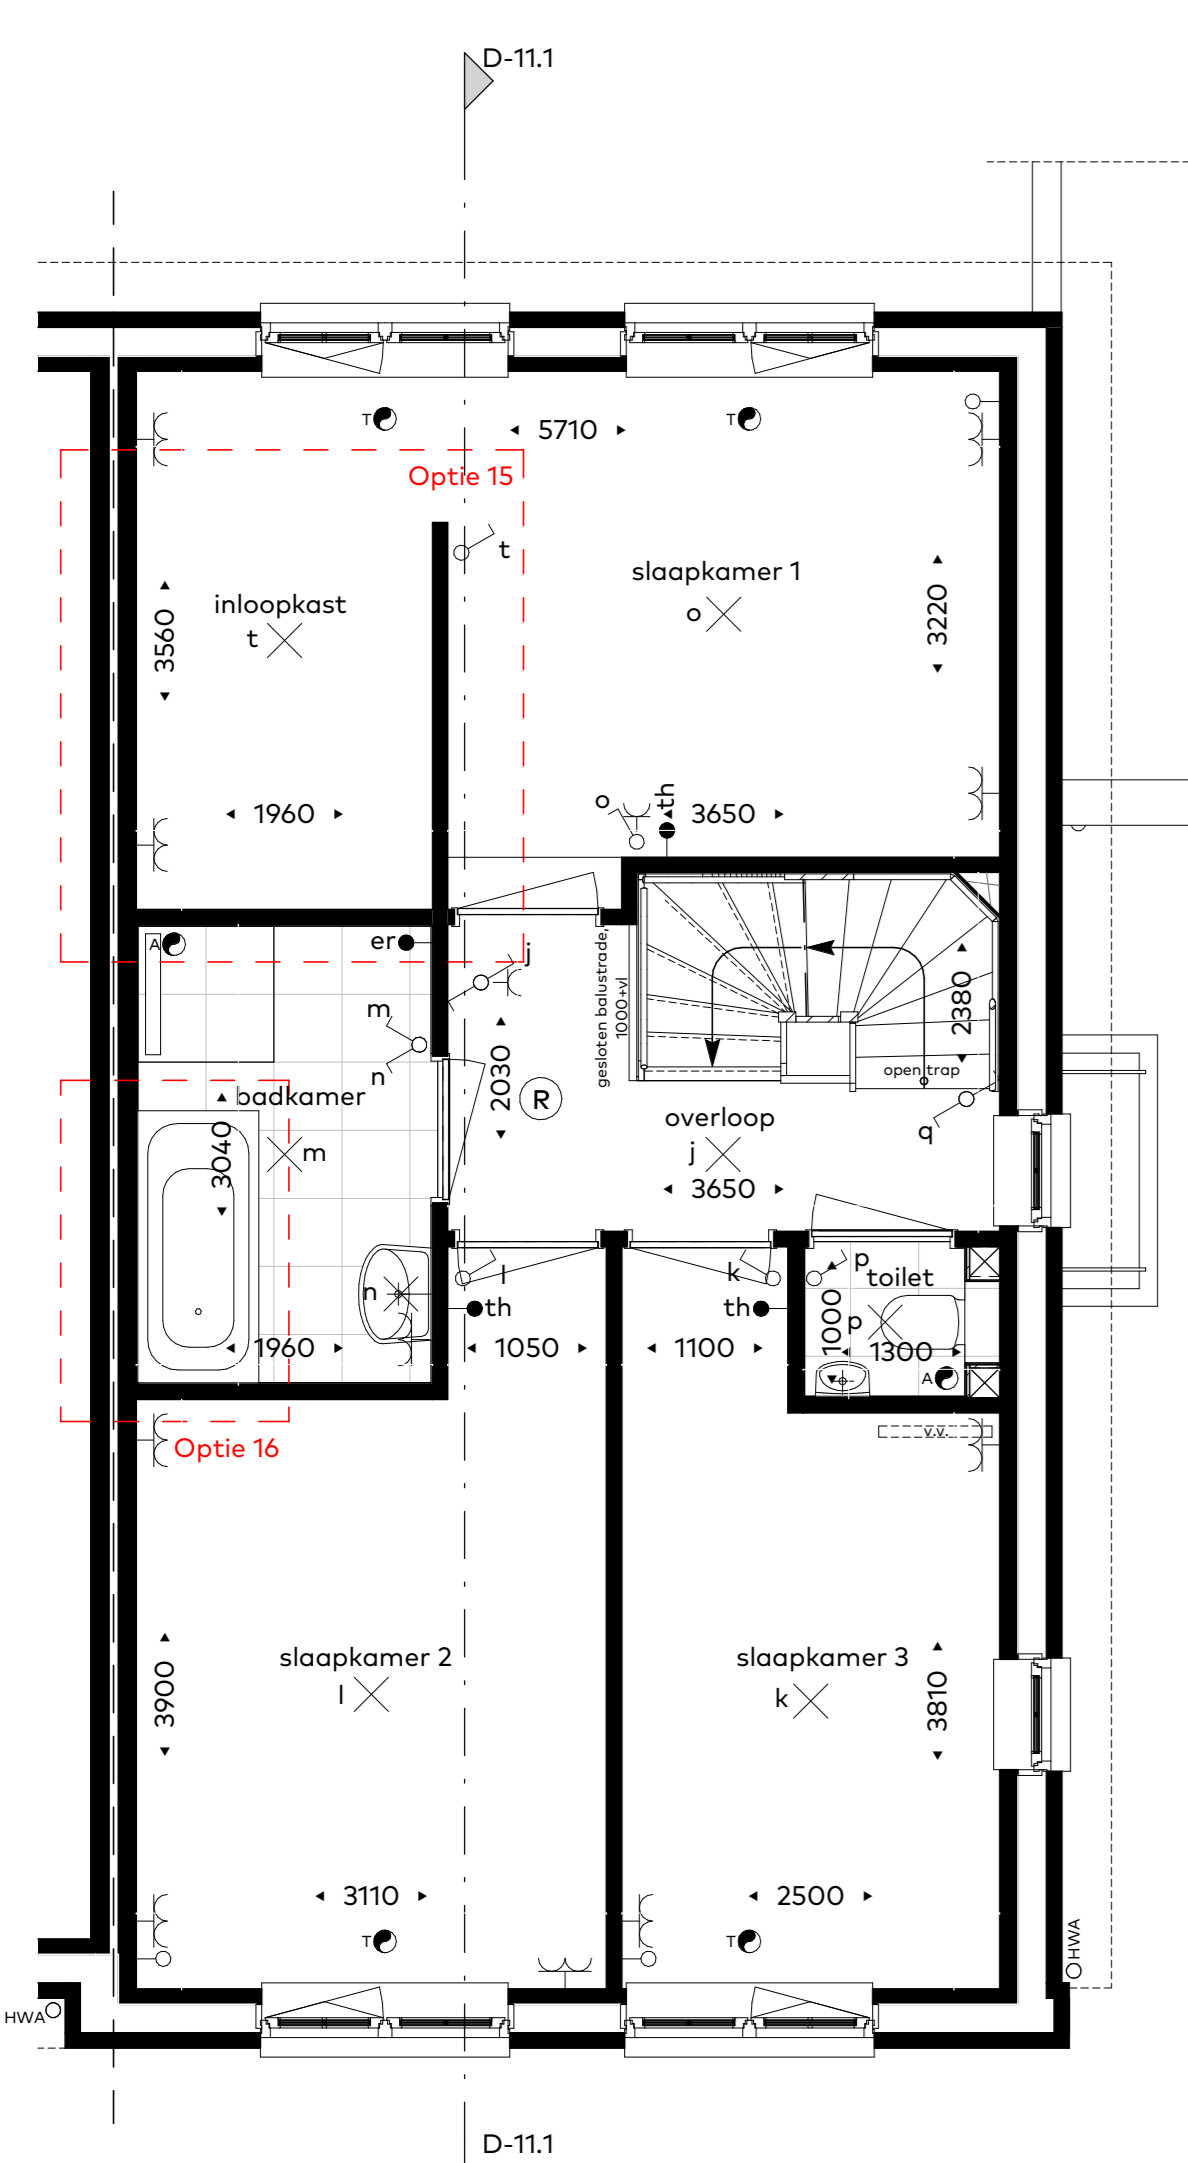 D-11.1
T
T
5710
Optie 15
t
slaapkamer 1
inloopkast
t
o
3560
3220
1960
o
th
3650
A
er
j
m
n
gesloten balustrade,
1000+vl
2380
open trap
2030
R
badkamer
m
3040
overloop
j
q
3650
l
k
p
toilet
n
th
th
1000
p
1960
1050
1100
1300
A
v.v.
Optie 16
slaapkamer 2
l
slaapkamer 3
k
3900
3810
3110
2500
T
T
HWA
HWA
D-11.1